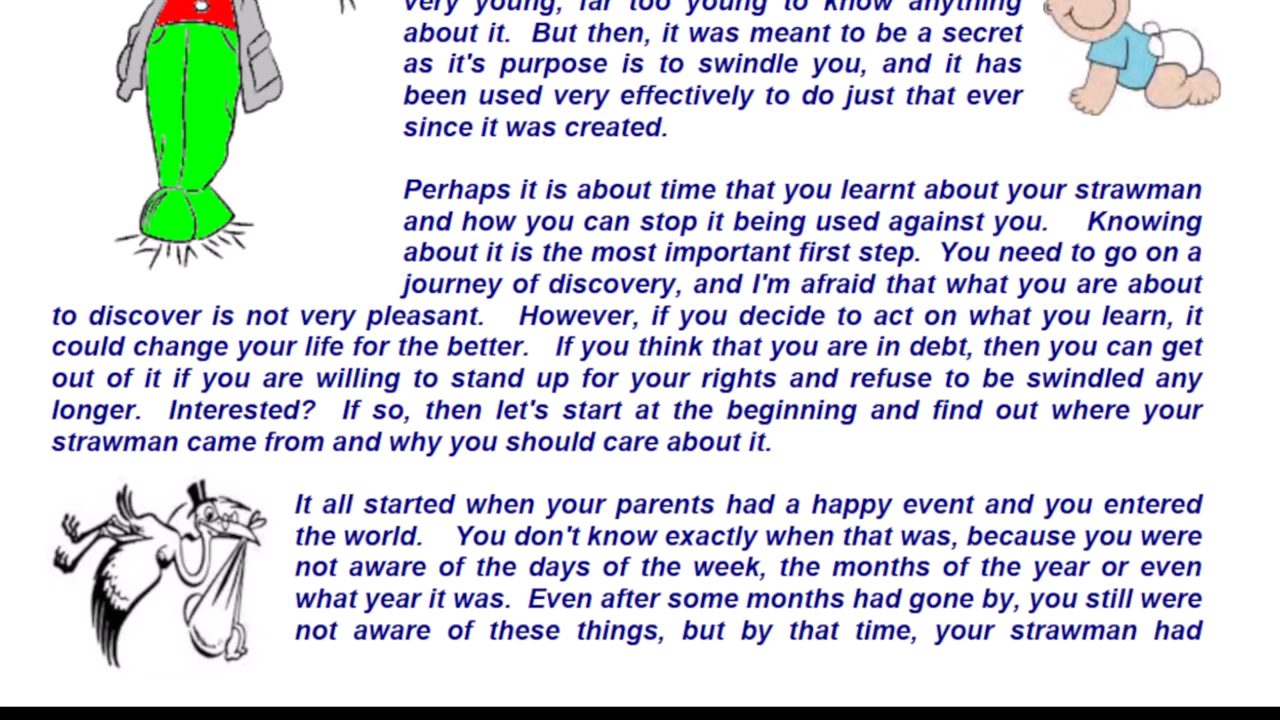 very young, far too young to know anything
about it. But then, it was meant to be a secret
as it's purpose is to swindle you, and it has
been used very effectively to do just that ever
since it was created.
Perhaps it is about time that you learnt about your strawman
and how you can stop it being used against you. Knowing
about it is the most important first step. You need to go on a
journey of discovery, and I'm afraid that what you are about
to discover is not very pleasant. However, if you decide to act on what you learn, it
could change your life for the better. If you think that you are in debt, then you can get
out of it if you are willing to stand up for your rights and refuse to be swindled any
longer. Interested? If so, then let's start at the beginning and find out where your
strawman came from and why you should care about it.
It all started when your parents had a happy event and you entered
the world. You don't know exactly when that was, because you were
not aware of the days of the week, the months of the year or even
what year it was. Even after some months had gone by, you still were
not aware of these things, but by that time, your strawman had